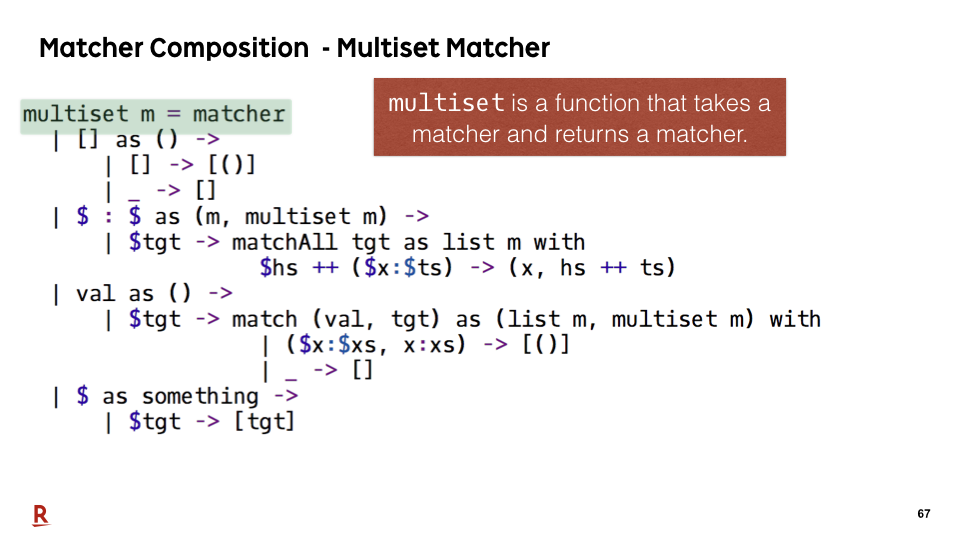 Matcher Composition - Multiset Matcher
multiset m = matcher
multiset is a function that takes a
matcher and returns a matcher.
| [] as () ->
| [] -> [()]
| _ -> []
| $ : $ as (m, multiset m) ->
| $tgt -> matchAll tgt as list m with
$hs ++ ($x:$ts) -> (x, hs ++ ts)
| val as () ->
| $tgt -> match (val, tgt) as (list m, multiset m) with
| ($x:$xs, x:xs) -> [()]
| _ -> []
| $ as something ->
| $tgt -> [tgt]
R
67